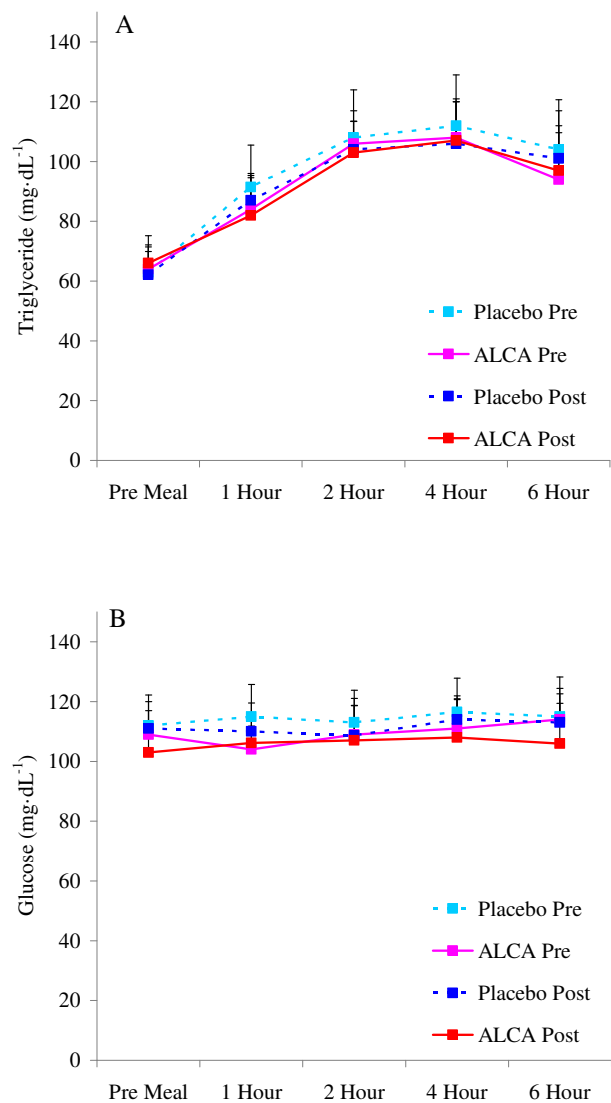 A
140
120
100
80
60
40
20
0
Triglyceride (mg·dL⁻¹)
Placebo Pre
ALCA Pre
Placebo Post
ALCA Post
Pre Meal 1 Hour 2 Hour 4 Hour 6 Hour
B
140
120
100
80
60
40
20
0
Glucose (mg·dL⁻¹)
Placebo Pre
ALCA Pre
Placebo Post
ALCA Post
Pre Meal 1 Hour 2 Hour 4 Hour 6 Hour